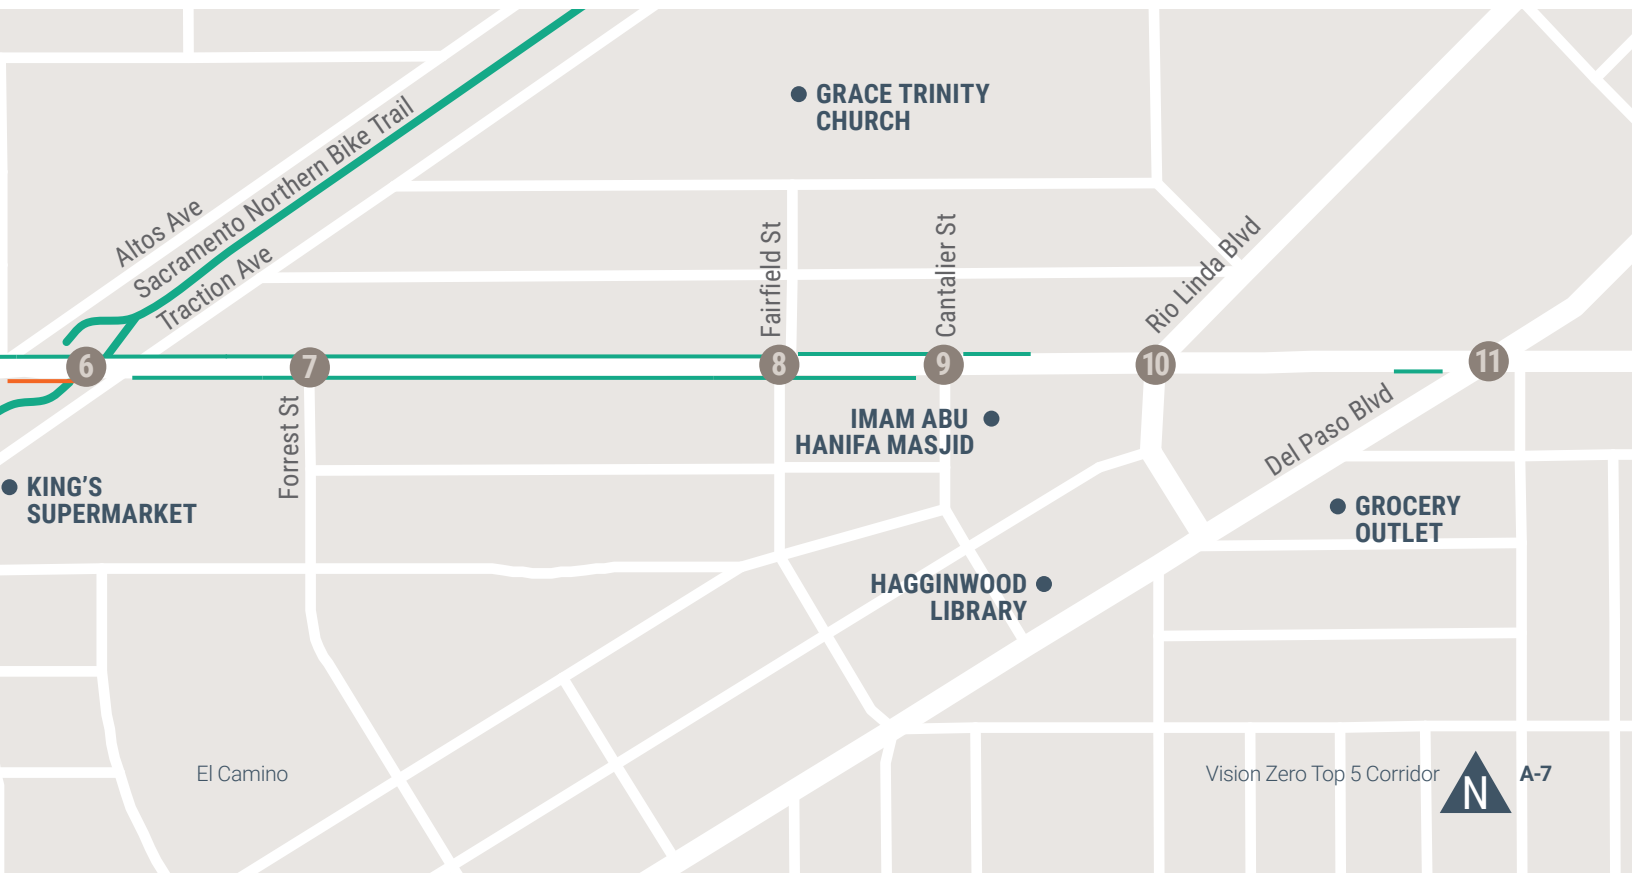 GRACE TRINITY
CHURCH
Altos Ave
Sacramento Northern Bike Trail
Traction Ave
Fairfield St
Cantalier St
Rio Linda Blvd
6
7
8
9
10
11
Forrest St
IMAM ABU
HANIFA MASJID
Del Paso Blvd
KING'S
SUPERMARKET
GROCERY
OUTLET
HAGGINWOOD
LIBRARY
El Camino
Vision Zero Top 5 Corridor
N
A-7